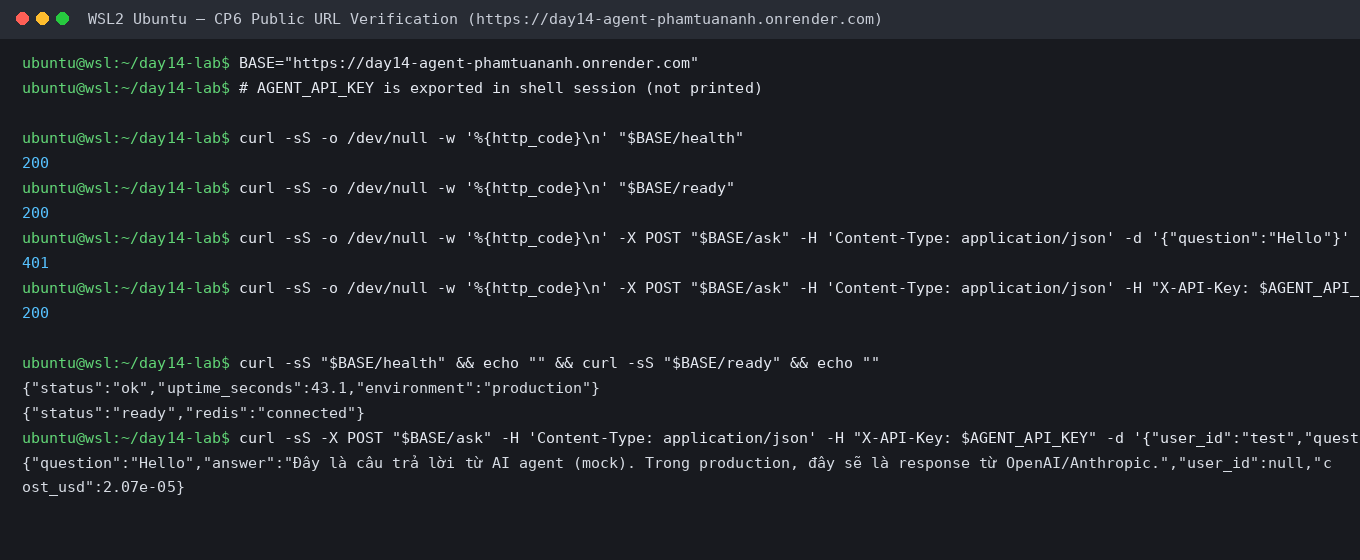 WSL2 Ubuntu — CP6 Public URL Verification (https://day14-agent-phamtuananh.onrender.com)
ubuntu@wsl:~/day14-lab$ BASE="https://day14-agent-phamtuananh.onrender.com"
ubuntu@wsl:~/day14-lab$ # AGENT_API_KEY is exported in shell session (not printed)
ubuntu@wsl:~/day14-lab$ curl -sS -o /dev/null -w '%{http_code}\n' "$BASE/health"
200
ubuntu@wsl:~/day14-lab$ curl -sS -o /dev/null -w '%{http_code}\n' "$BASE/ready"
200
ubuntu@wsl:~/day14-lab$ curl -sS -o /dev/null -w '%{http_code}\n' -X POST "$BASE/ask" -H 'Content-Type: application/json' -d '{"question":"Hello"}'
401
ubuntu@wsl:~/day14-lab$ curl -sS -o /dev/null -w '%{http_code}\n' -X POST "$BASE/ask" -H 'Content-Type: application/json' -H "X-API-Key: $AGENT_API_
200
ubuntu@wsl:~/day14-lab$ curl -sS "$BASE/health" && echo "" && curl -sS "$BASE/ready" && echo ""
{"status":"ok","uptime_seconds":43.1,"environment":"production"}
{"status":"ready","redis":"connected"}
ubuntu@wsl:~/day14-lab$ curl -sS -X POST "$BASE/ask" -H 'Content-Type: application/json' -H "X-API-Key: $AGENT_API_KEY" -d '{"user_id":"test","quest
{"question":"Hello","answer":"Đây là câu trả lời từ AI agent (mock). Trong production, đây sẽ là response từ OpenAI/Anthropic.","user_id":null,"c
ost_usd":2.07e-05}